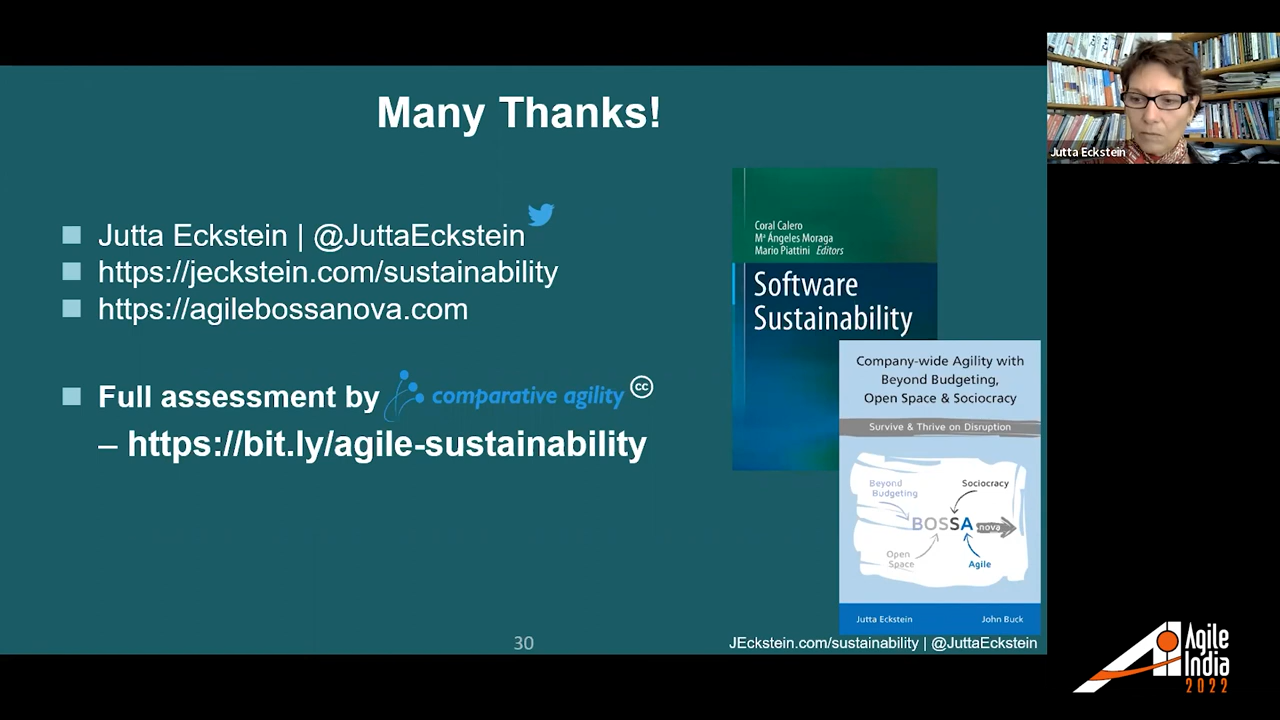 Many Thanks!
Jutta Eckstein | @JuttaEckstein
https://jeckstein.com/sustainability
https://agilebossanova.com
Full assessment by comparative agility cc
– https://bit.ly/agile-sustainability
Coral Calero
Mª Ángeles Moraga
Mario Piattini Editors
Software
Sustainability
Company-wide Agility with
Beyond Budgeting,
Open Space & Sociocracy
Survive & Thrive on Disruption
Beyond
Budgeting
Sociocracy
BOSSA nova
Open
Space
Agile
Jutta Eckstein John Buck
30
JEckstein.com/sustainability | @JuttaEckstein
Jutta Eckstein
Agile
India
2022